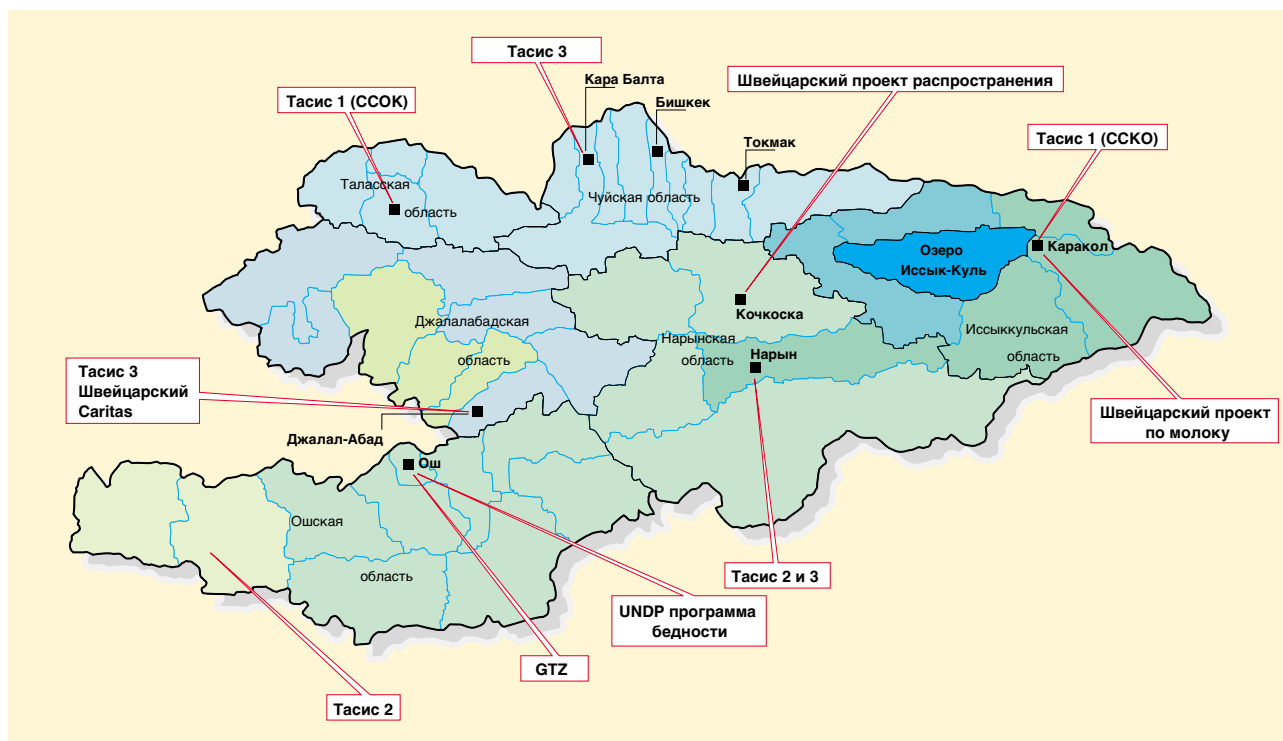 Тасис 3
Кара Балта
Швейцарский проект распространения
Тасис 1 (ССОК)
Бишкек
Тасис 1 (ССКО)
Токмак
Таласская
область
Чуйская область
Озеро
Иссык-Куль
Каракол
Кочкоска
Джалалабадская
область
Нарынская
область
Нарын
Иссыккульская
область
Тасис 3
Швейцарский
Caritas
Джалал-Абад
Швейцарский проект
по молоку
Ош
Ошская
область
Тасис 2 и 3
UNDP программа
бедности
GTZ
Тасис 2